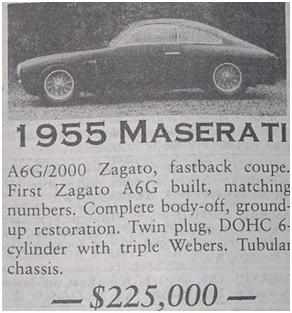 1955 MASERATI
A6G/2000 Zagato, fastback coupe.
First Zagato A6G built, matching
numbers. Complete body-off, ground-
up restoration. Twin plug, DOHC 6-
cylinder with triple Webers. Tubular
chassis.
— $225,000 —